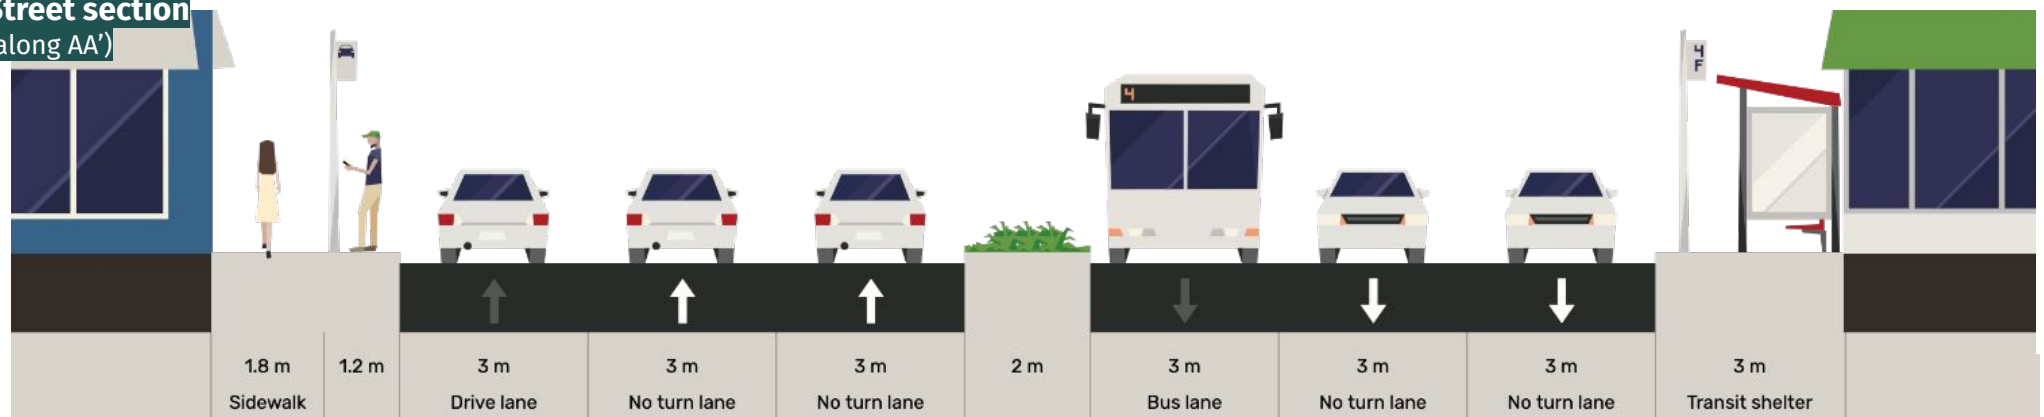 Street section
along AA’)
4
4
F
1.8 m
1.2 m
3 m
3 m
3 m
2 m
3 m
3 m
3 m
3 m
Sidewalk
Drive lane
No turn lane
No turn lane
Bus lane
No turn lane
No turn lane
Transit shelter